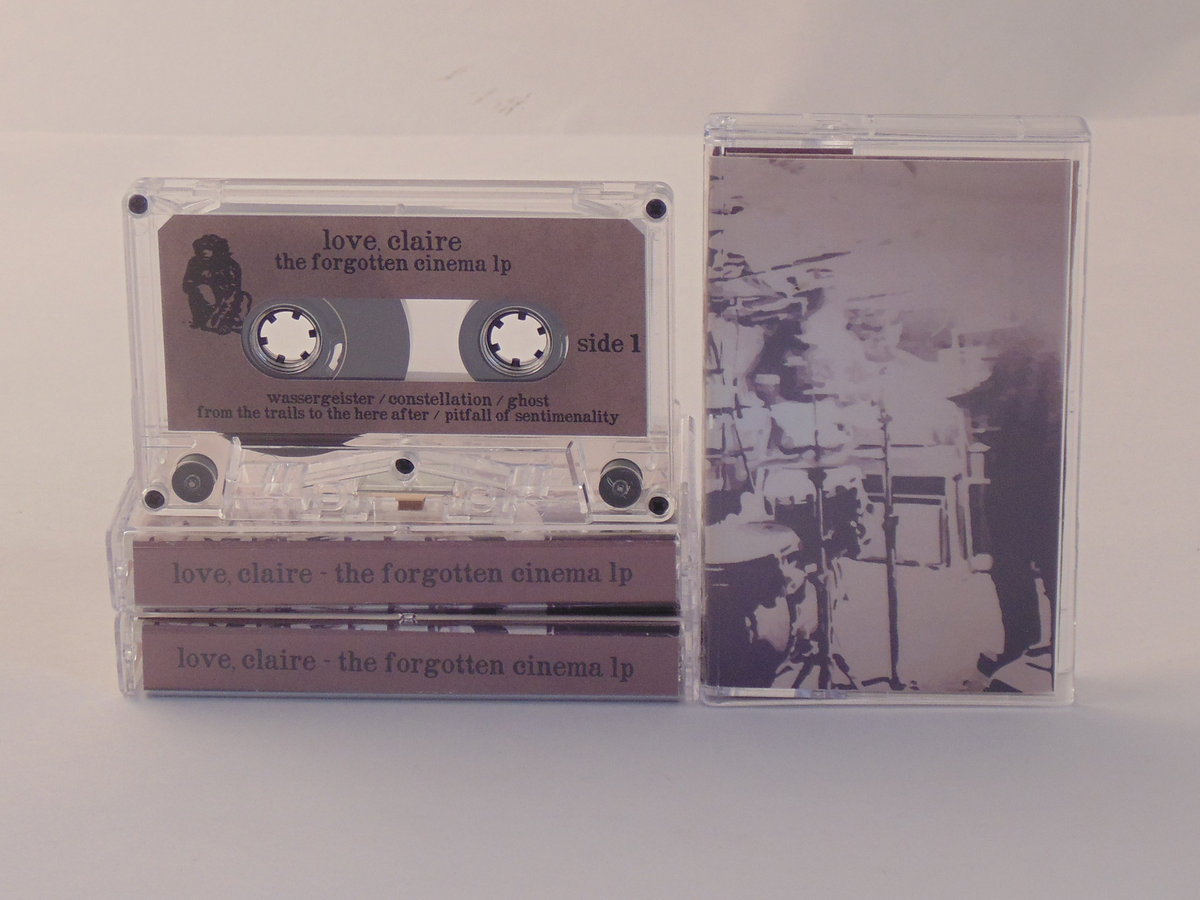 love, claire
the forgotten cinema lp
side 1
wassergeister / constellation / ghost
from the trails to the here after / pitfall of sentimenality
love, claire - the forgotten cinema lp
love, claire - the forgotten cinema lp